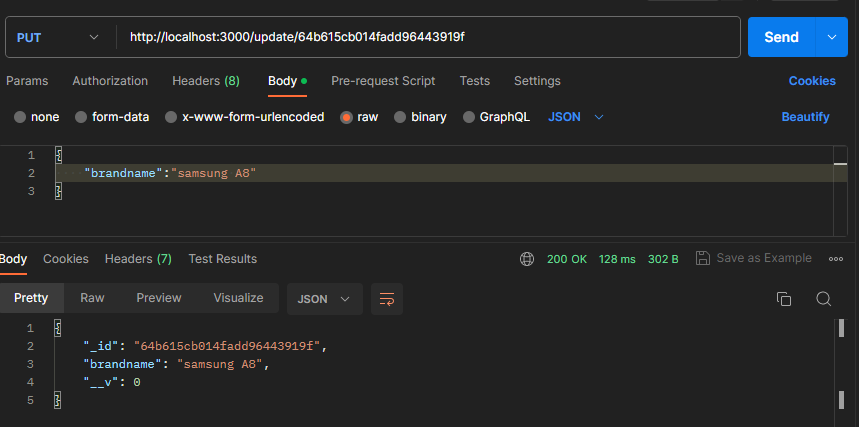 PUT http://localhost:3000/update/64b615cb014fadd96443919f Send
Params Authorization Headers (8) Body Pre-request Script Tests Settings Cookies
none form-data x-www-form-urlencoded raw binary GraphQL JSON Beautify
1 {
2 "brandname":"samsung A8"
3 }
Body Cookies Headers (7) Test Results 200 OK 128 ms 302 B Save as Example
Pretty Raw Preview Visualize JSON
1 {
2 "_id": "64b615cb014fadd96443919f",
3 "brandname": "samsung A8",
4 "__v": 0
5 }